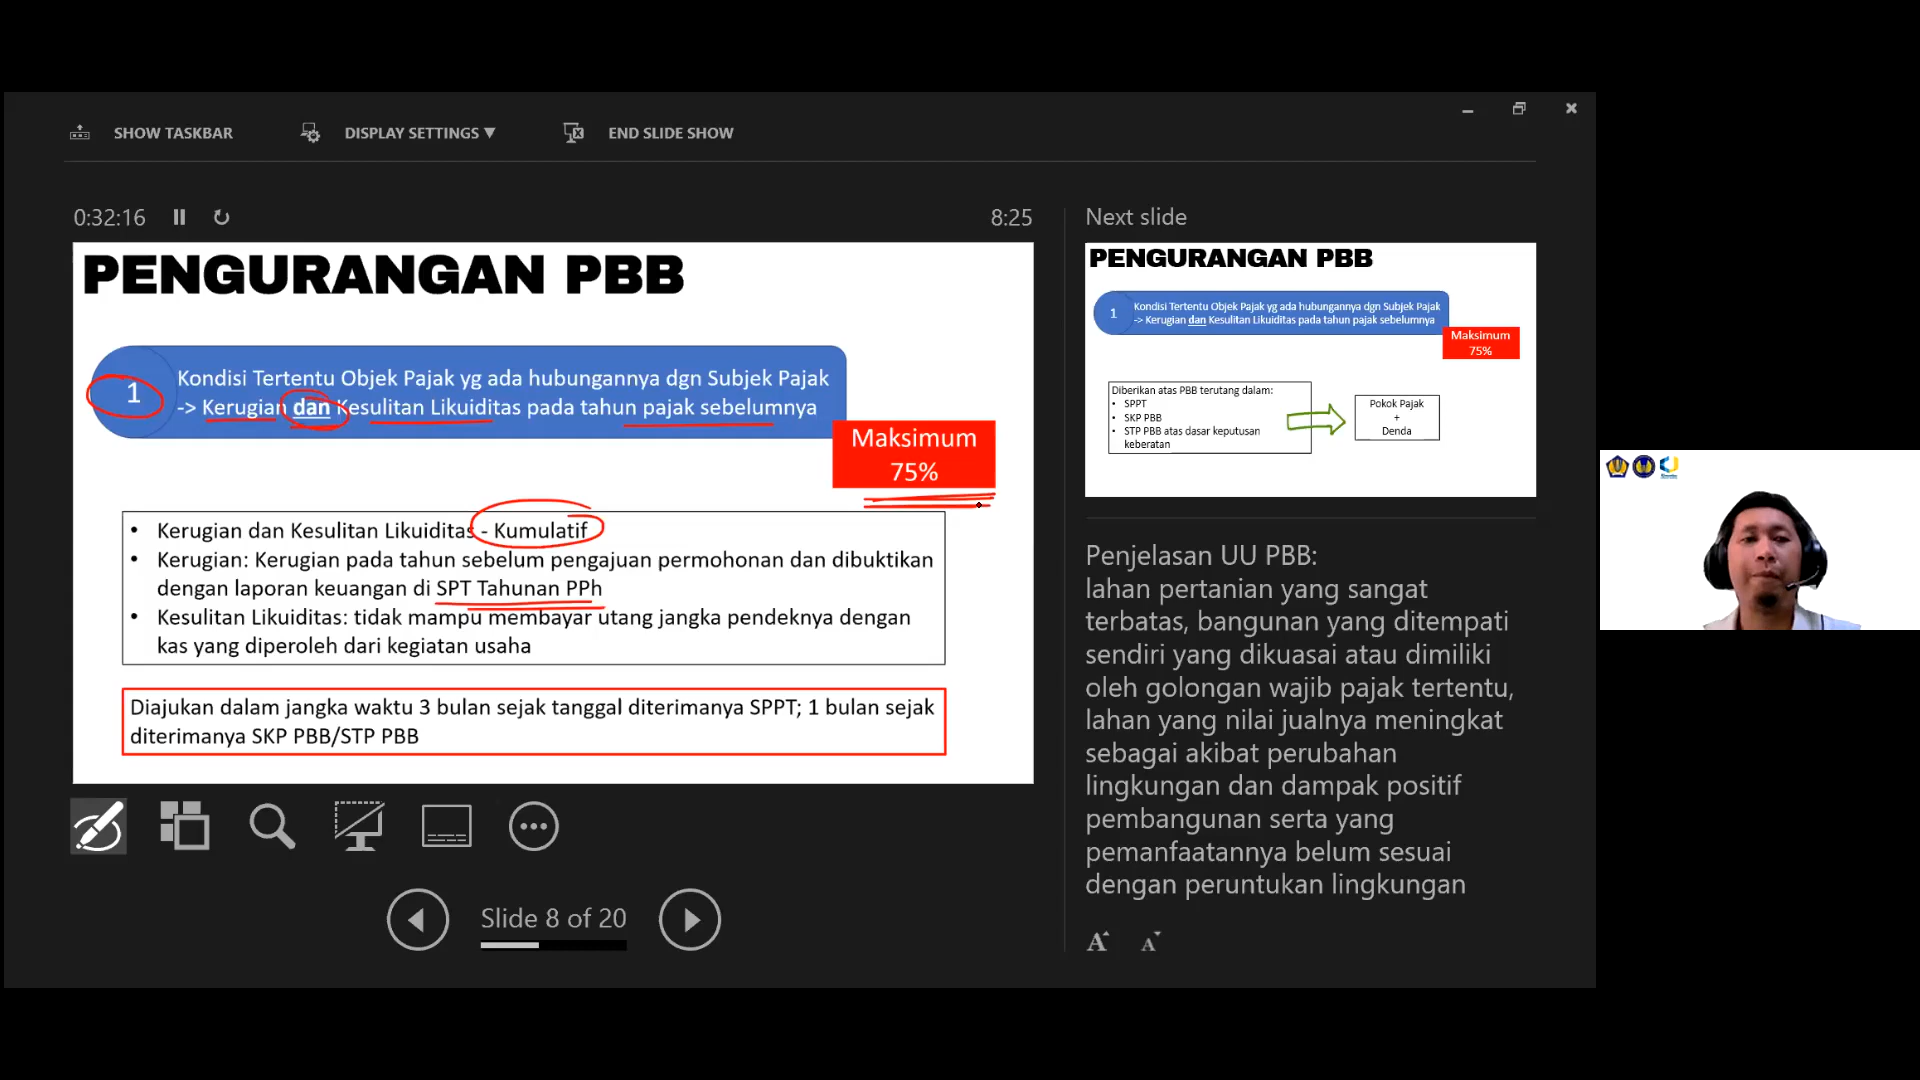 SHOW TASKBAR
DISPLAY SETTINGS ▼
END SLIDE SHOW
0:32:16
8:25
PENGURANGAN PBB
1
Kondisi Tertentu Objek Pajak yg ada hubungannya dgn Subjek Pajak
-> Kerugian dan Kesulitan Likuiditas pada tahun pajak sebelumnya
Maksimum
75%
• Kerugian dan Kesulitan Likuiditas - Kumulatif
• Kerugian: Kerugian pada tahun sebelum pengajuan permohonan dan dibuktikan
dengan laporan keuangan di SPT Tahunan PPh
• Kesulitan Likuiditas: tidak mampu membayar utang jangka pendeknya dengan
kas yang diperoleh dari kegiatan usaha
Diajukan dalam jangka waktu 3 bulan sejak tanggal diterimanya SPPT; 1 bulan sejak
diterimanya SKP PBB/STP PBB
Slide 8 of 20
Next slide
PENGURANGAN PBB
1
Kondisi Tertentu Objek Pajak yg ada hubungannya dgn Subjek Pajak
-> Kerugian dan Kesulitan Likuiditas pada tahun pajak sebelumnya
Maksimum
75%
Diberikan atas PBB terutang dalam:
• SPPT
• SKP PBB
• STP PBB atas dasar keputusan
keberatan
Pokok Pajak
+
Denda
Penjelasan UU PBB:
lahan pertanian yang sangat
terbatas, bangunan yang ditempati
sendiri yang dikuasai atau dimiliki
oleh golongan wajib pajak tertentu,
lahan yang nilai jualnya meningkat
sebagai akibat perubahan
lingkungan dan dampak positif
pembangunan serta yang
pemanfaatannya belum sesuai
dengan peruntukan lingkungan
A A